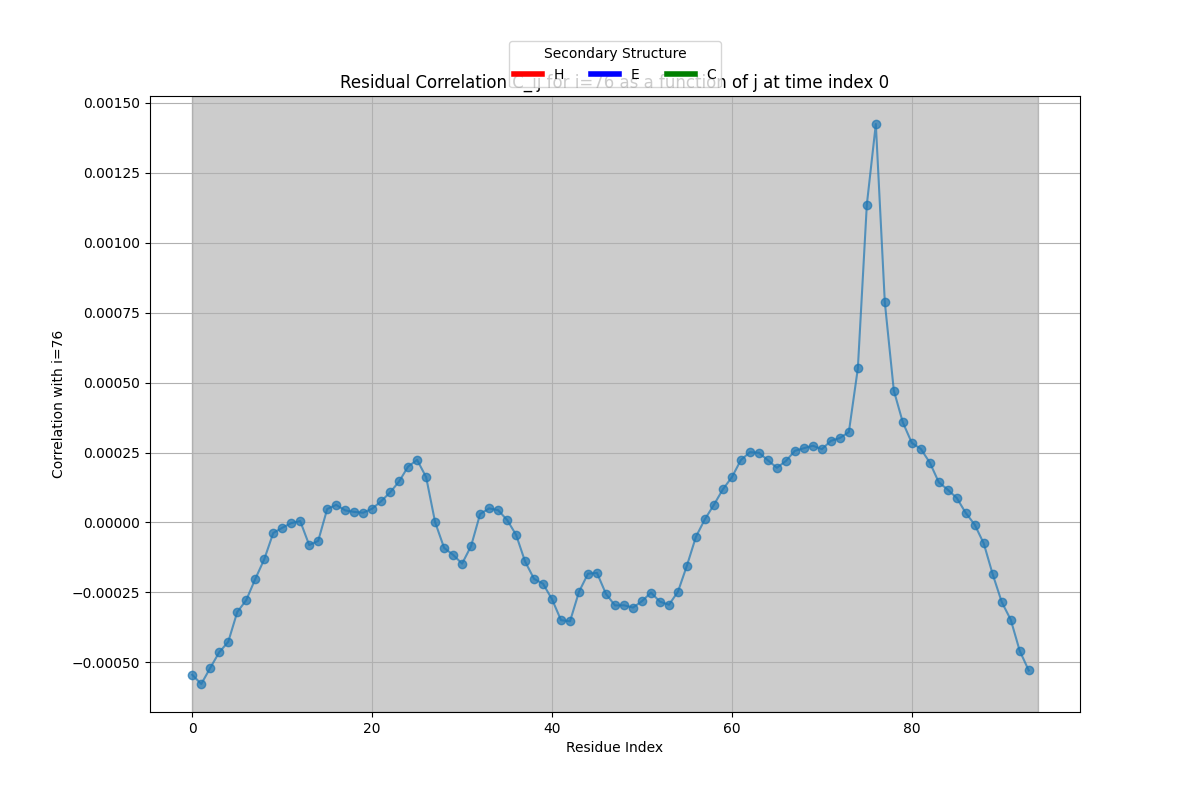 Secondary Structure
H E C
Residual Correlation C_ij for i=76 as a function of j at time index 0
0.00150
0.00125
0.00100
0.00075
0.00050
0.00025
0.00000
−0.00025
−0.00050
Correlation with i=76
0 20 40 60 80
Residue Index